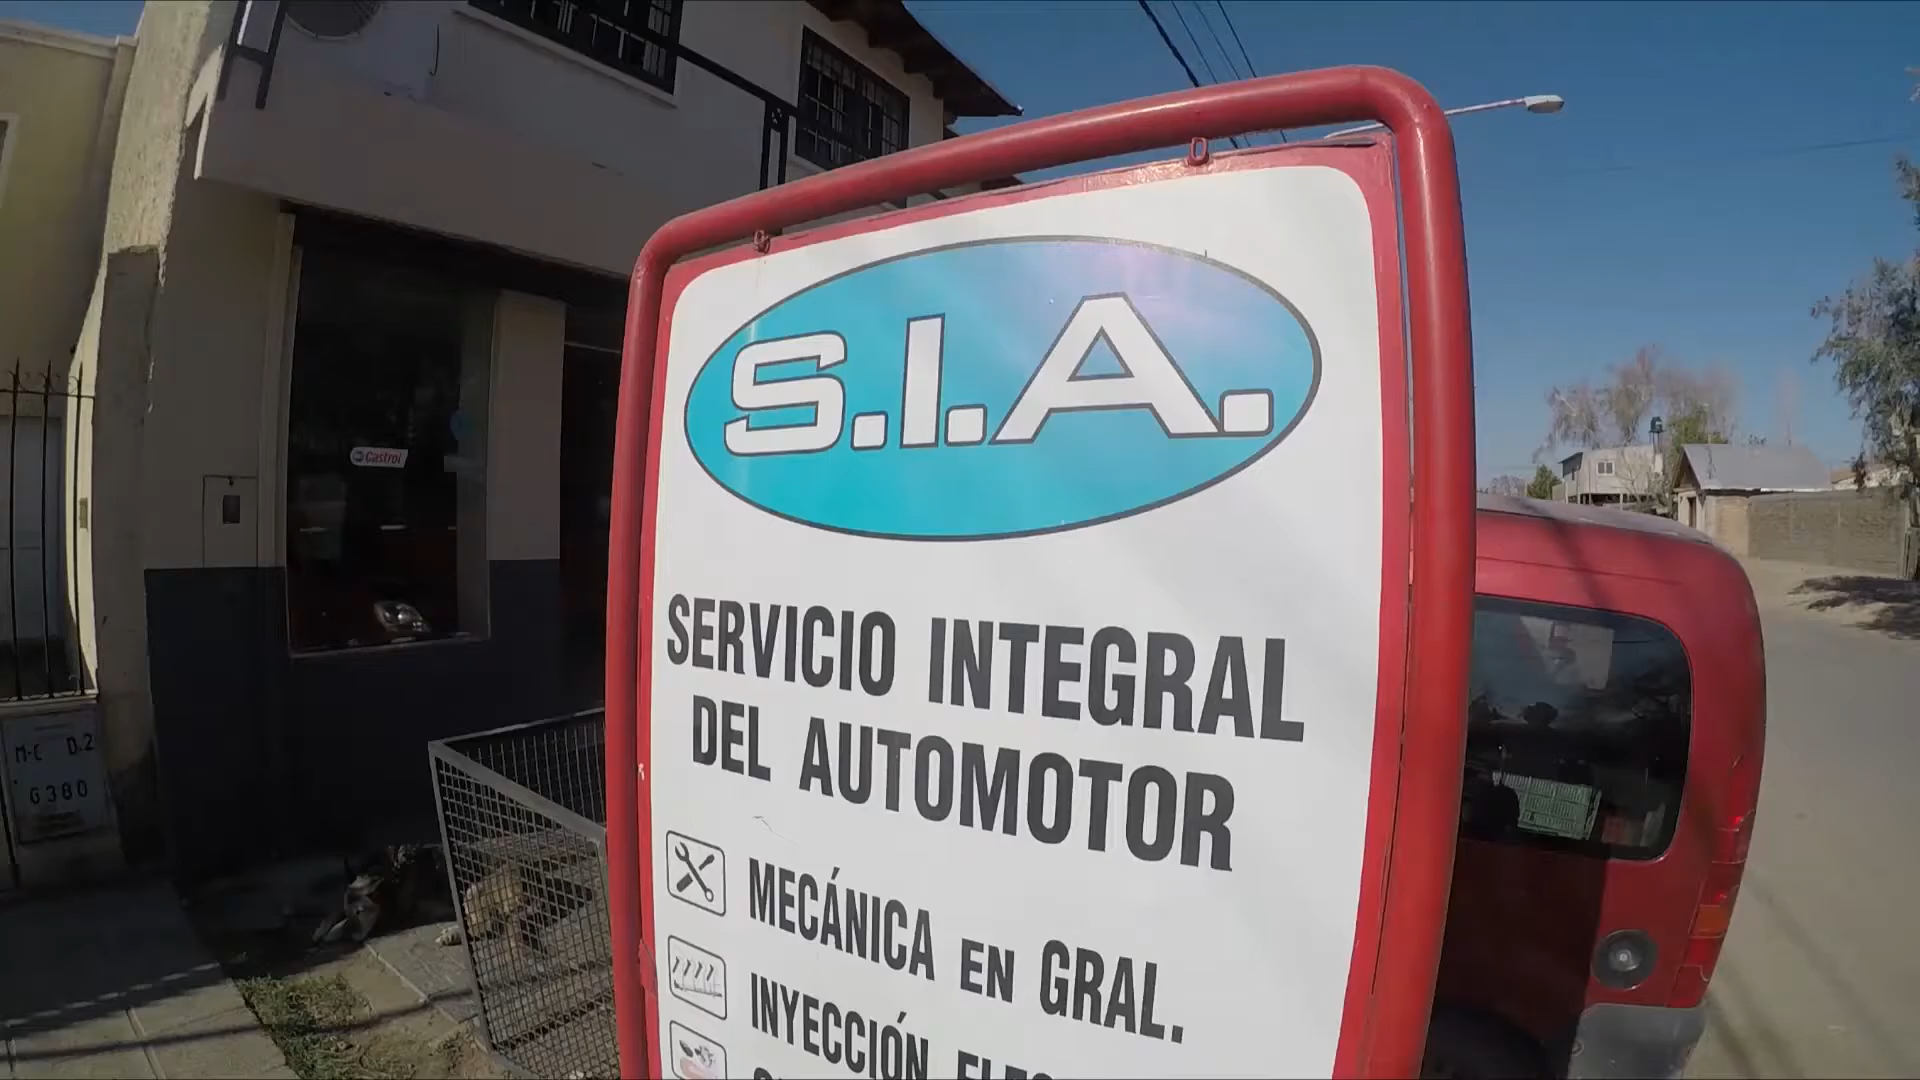 S.I.A.
SERVICIO INTEGRAL
DEL AUTOMOTOR
MECÁNICA EN GRAL.
INYECCIÓN
Castrol
M-C D.2
6380